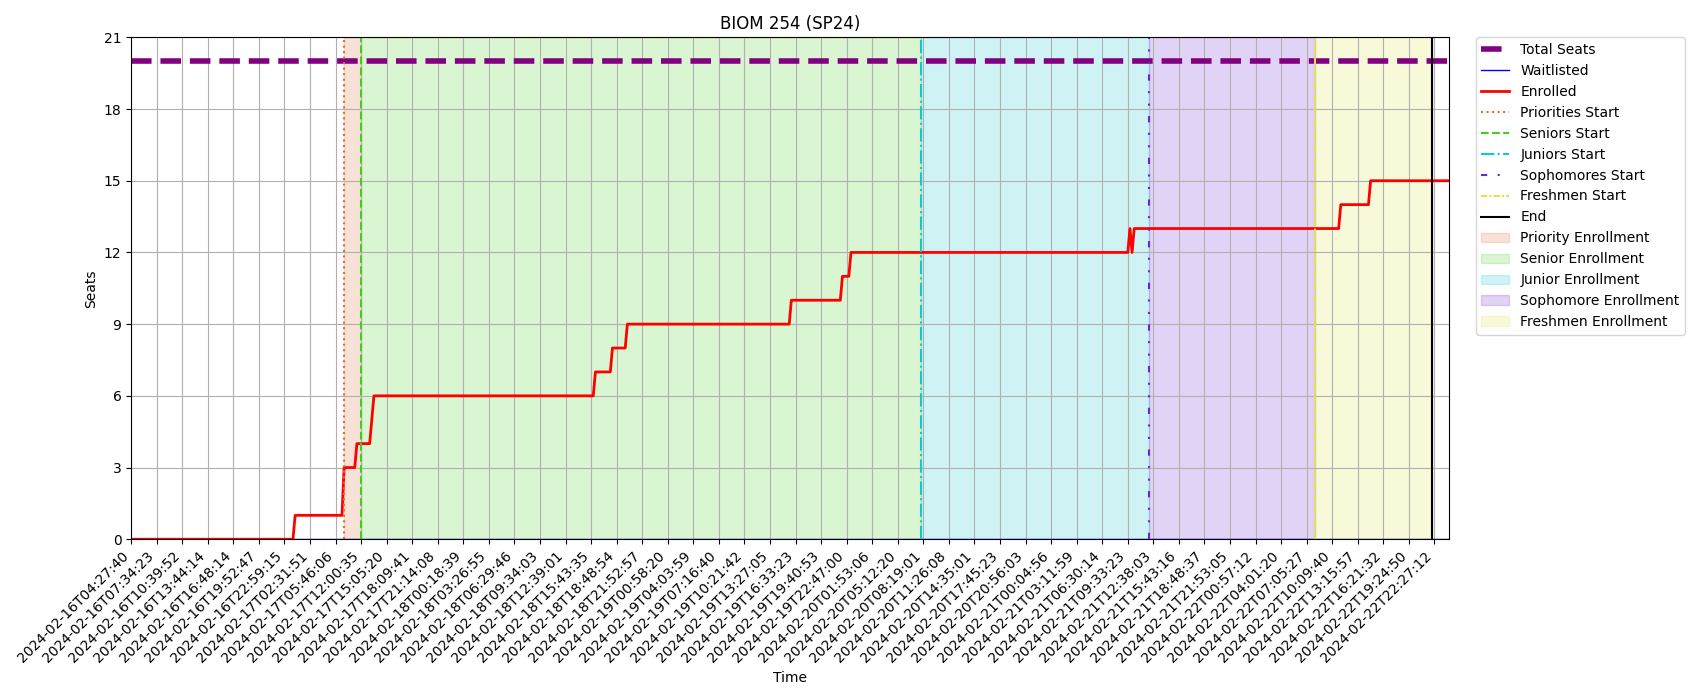 BIOM 254 (SP24)
Seats
21
18
15
12
9
6
3
0
2024-02-16T04:27:40
2024-02-16T07:34:23
2024-02-16T10:39:52
2024-02-16T13:44:14
2024-02-16T16:48:14
2024-02-16T19:52:47
2024-02-16T22:59:15
2024-02-17T02:31:51
2024-02-17T05:46:06
2024-02-17T12:00:35
2024-02-17T15:05:20
2024-02-17T18:09:41
2024-02-17T21:14:08
2024-02-18T00:18:39
2024-02-18T03:26:55
2024-02-18T06:29:46
2024-02-18T09:34:03
2024-02-18T12:39:01
2024-02-18T15:43:35
2024-02-18T18:48:54
2024-02-18T21:52:57
2024-02-19T00:58:20
2024-02-19T04:03:59
2024-02-19T07:16:40
2024-02-19T10:21:42
2024-02-19T13:27:05
2024-02-19T16:33:23
2024-02-19T19:40:53
2024-02-19T22:47:00
2024-02-20T01:53:06
2024-02-20T05:12:20
2024-02-20T08:19:01
2024-02-20T11:26:08
2024-02-20T14:35:01
2024-02-20T17:45:23
2024-02-20T20:56:03
2024-02-21T00:04:56
2024-02-21T03:11:59
2024-02-21T06:30:14
2024-02-21T09:33:23
2024-02-21T12:38:03
2024-02-21T15:43:16
2024-02-21T18:48:37
2024-02-21T21:53:05
2024-02-22T00:57:12
2024-02-22T04:01:20
2024-02-22T07:05:27
2024-02-22T10:09:40
2024-02-22T13:15:57
2024-02-22T16:21:32
2024-02-22T19:24:50
2024-02-22T22:27:12
Time
Total Seats
Waitlisted
Enrolled
Priorities Start
Seniors Start
Juniors Start
Sophomores Start
Freshmen Start
End
Priority Enrollment
Senior Enrollment
Junior Enrollment
Sophomore Enrollment
Freshmen Enrollment